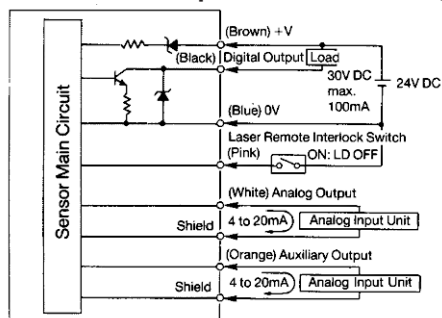 (Brown) +V
(Black) Digital Output Load
30V DC
max.
100mA
24V DC
(Blue) 0V
Laser Remote Interlock Switch
(Pink) ON: LD OFF
(White) Analog Output
Shield 4 to 20mA Analog Input Unit
(Orange) Auxiliary Output
Shield 4 to 20mA Analog Input Unit
Sensor Main Circuit